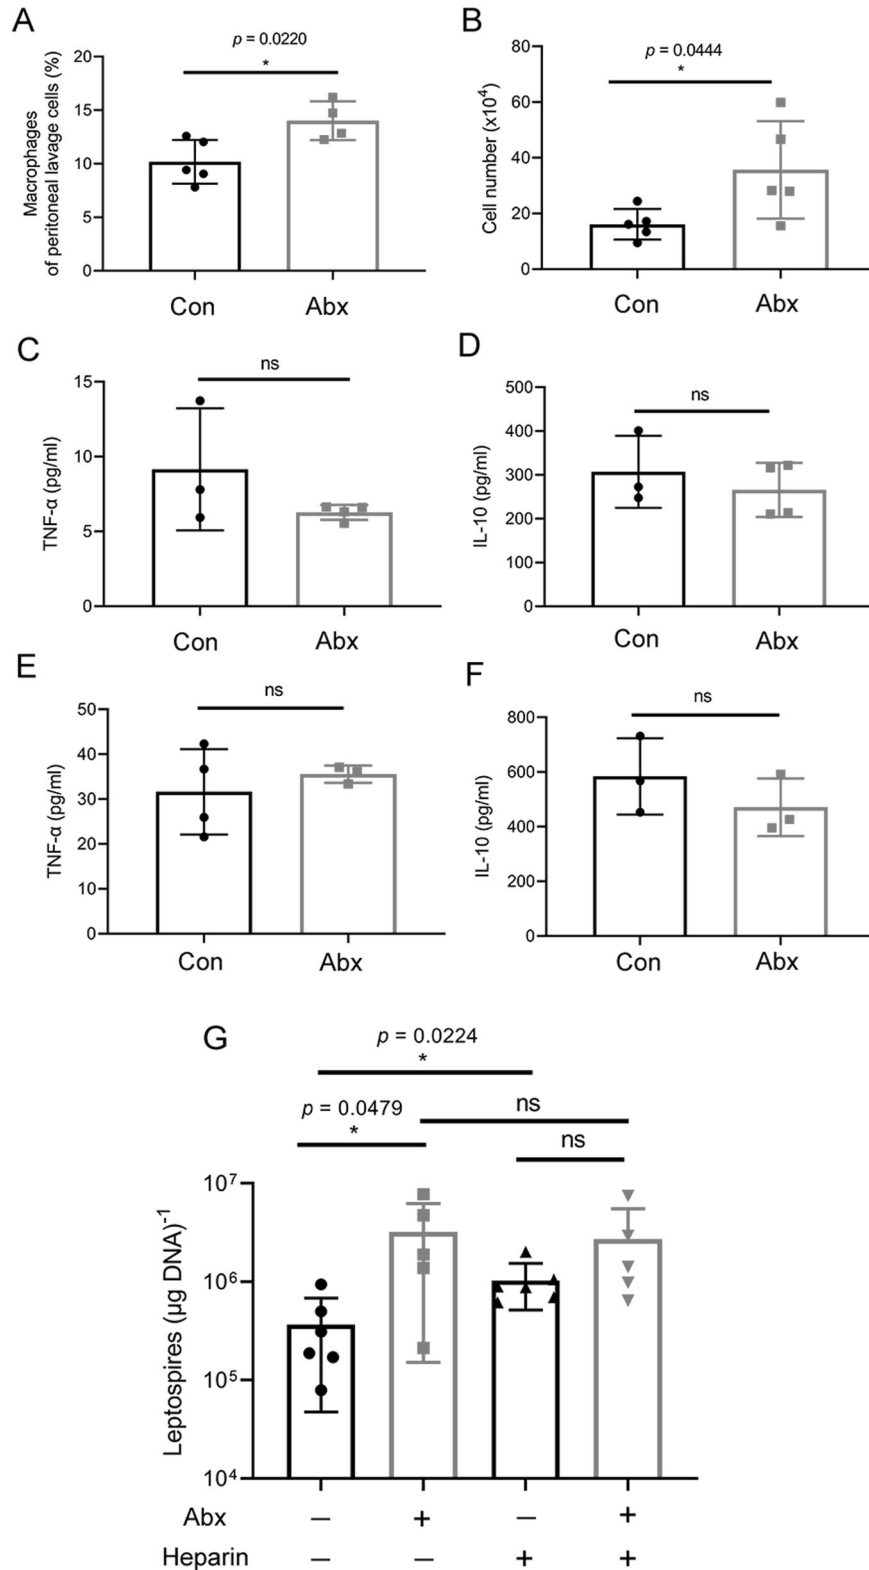 A
p = 0.0220
*
Macrophages
of peritoneal lavage cells (%)
20
15
10
5
0
Con Abx
B
p = 0.0444
*
Cell number (x10⁴)
80
60
40
20
0
Con Abx
C
ns
TNF-α (pg/ml)
15
10
5
0
Con Abx
D
ns
IL-10 (pg/ml)
500
400
300
200
100
0
Con Abx
E
ns
TNF-α (pg/ml)
50
40
30
20
10
0
Con Abx
F
ns
IL-10 (pg/ml)
800
600
400
200
0
Con Abx
G
p = 0.0224
*
p = 0.0479
*
ns
ns
Leptospires (µg DNA)⁻¹
10⁷
10⁶
10⁵
10⁴
Abx — + — +
Heparin — — + +